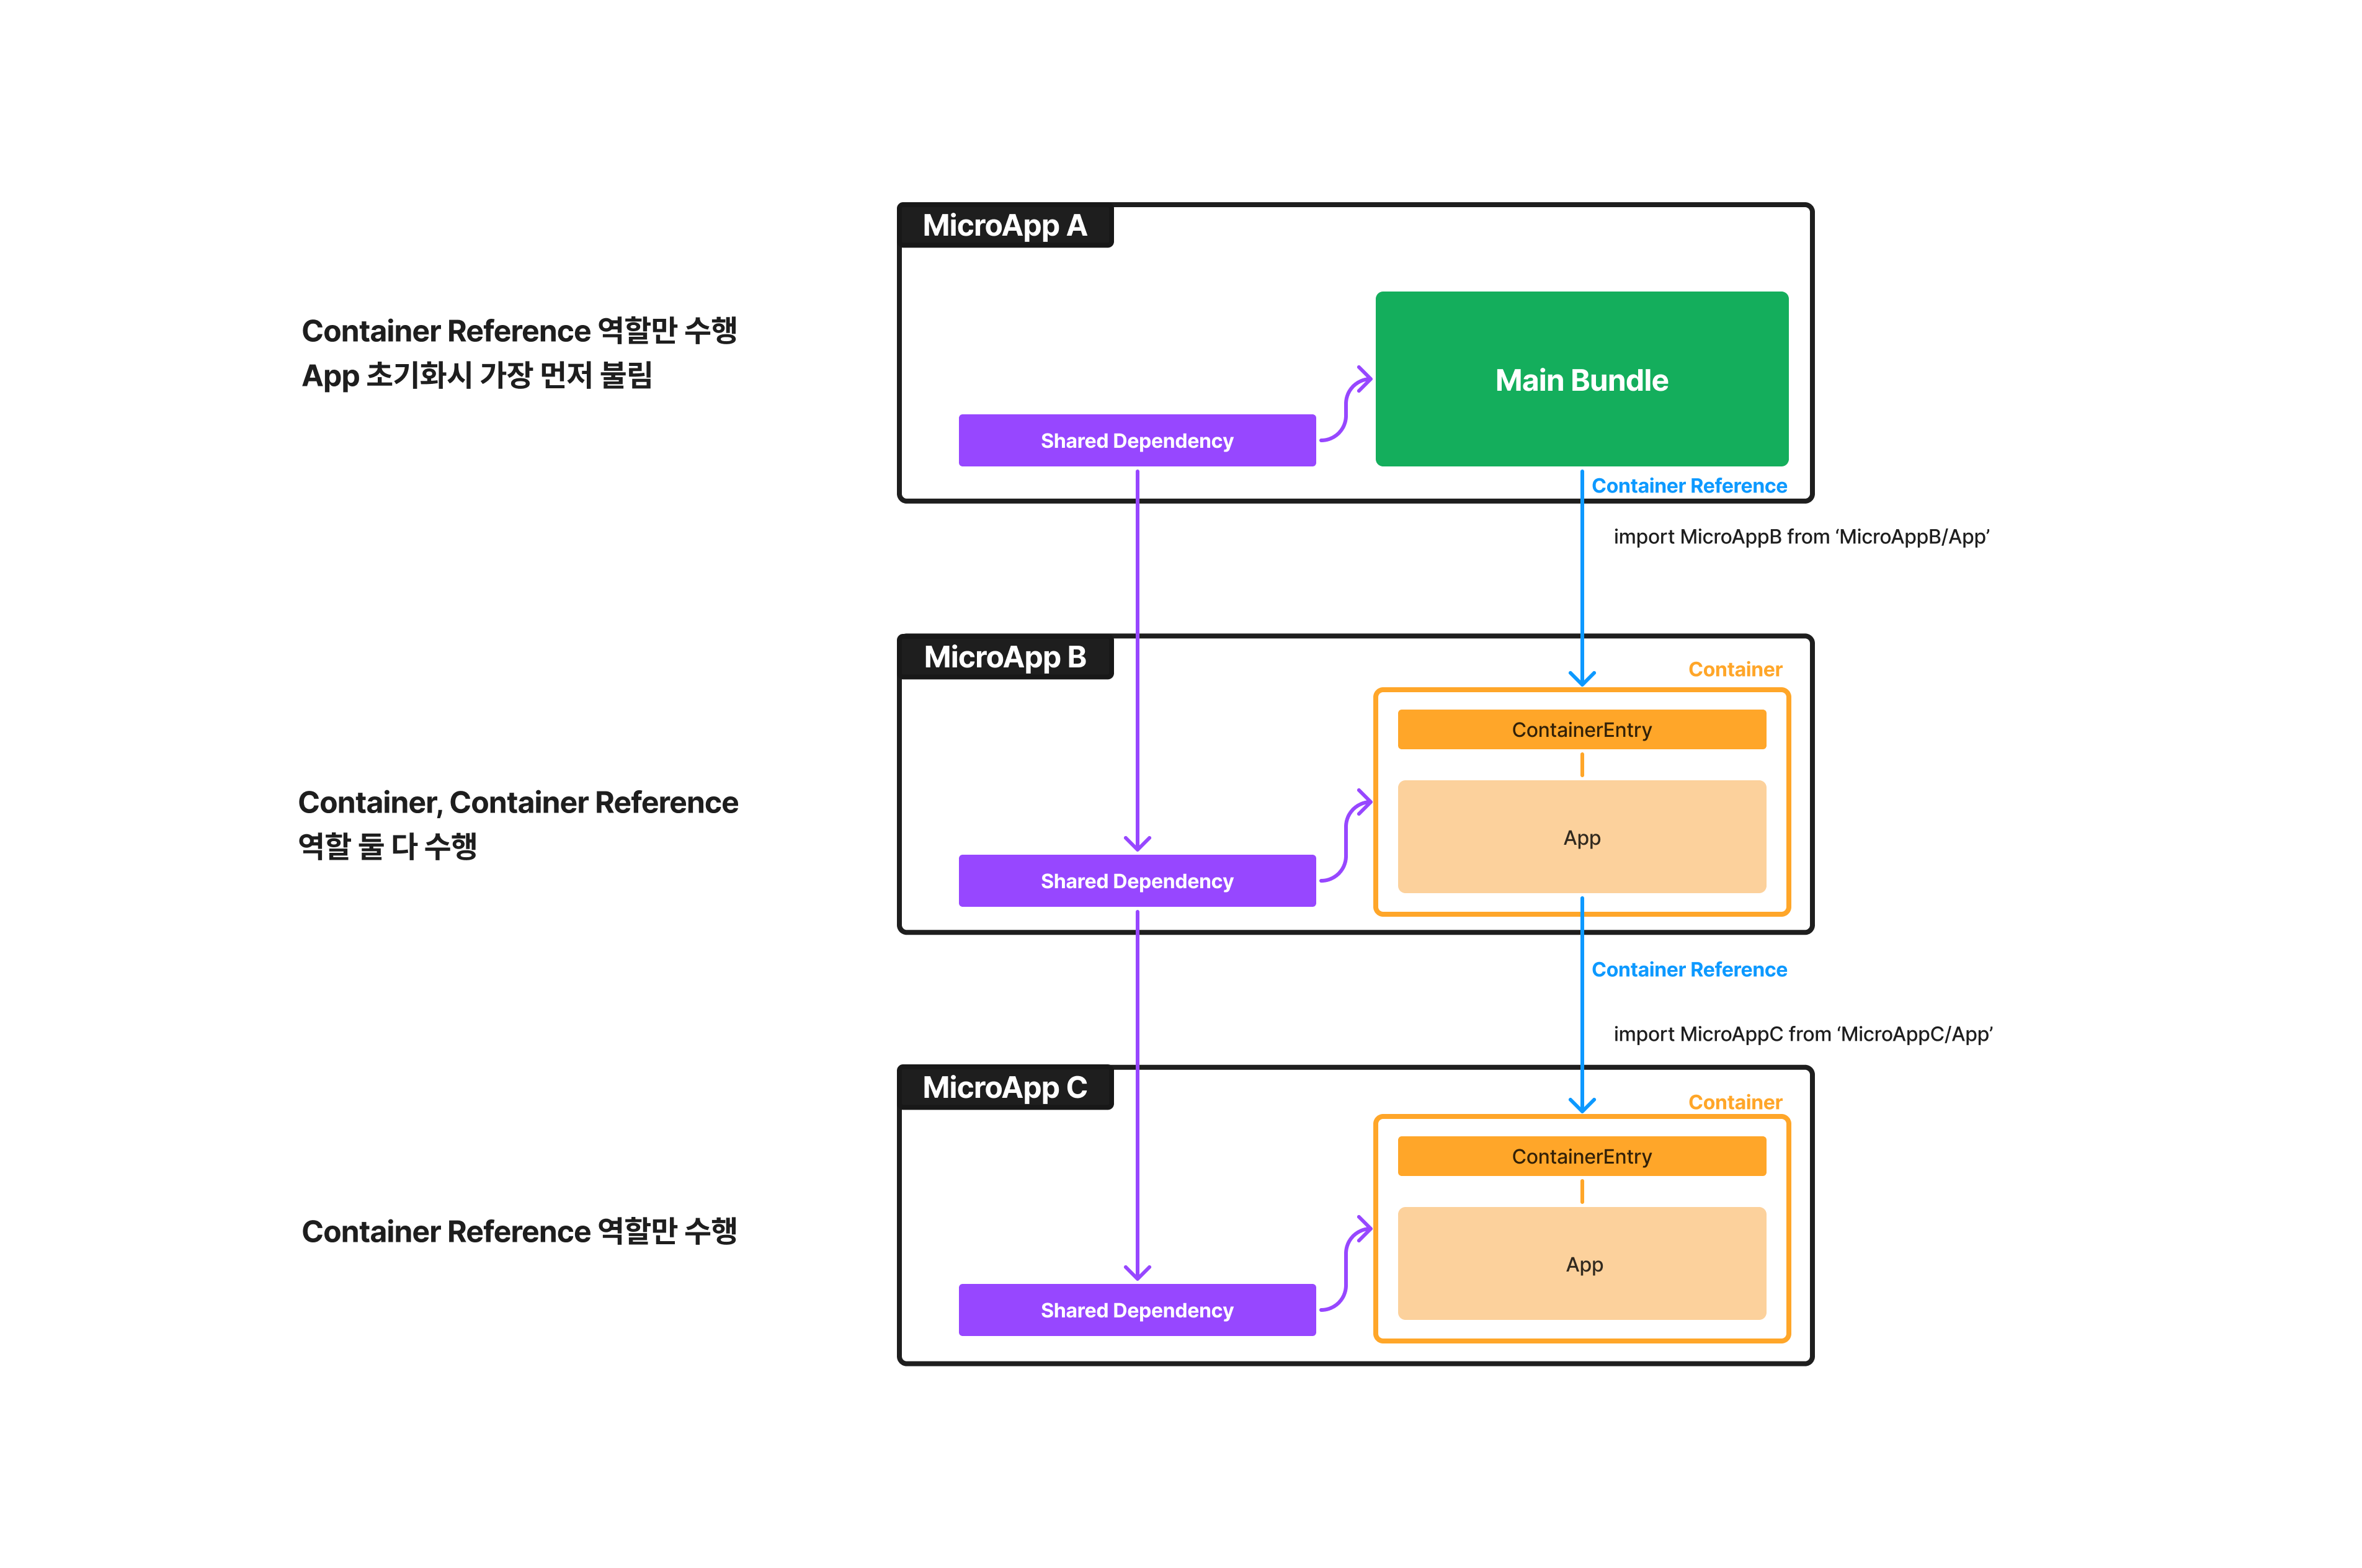 MicroApp A
Container Reference 역할만 수행
App 초기화시 가장 먼저 불림
Main Bundle
Shared Dependency
Container Reference
import MicroAppB from ‘MicroAppB/App’
MicroApp B
Container
ContainerEntry
Container, Container Reference
역할 둘 다 수행
App
Shared Dependency
Container Reference
import MicroAppC from ‘MicroAppC/App’
MicroApp C
Container
ContainerEntry
Container Reference 역할만 수행
App
Shared Dependency